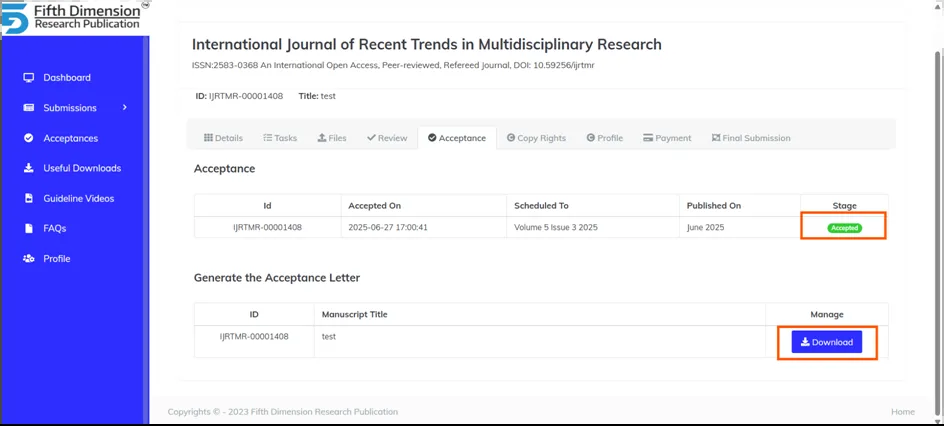 Fifth Dimension
Research Publication
Dashboard
Submissions
Acceptances
Useful Downloads
Guideline Videos
FAQs
Profile
International Journal of Recent Trends in Multidisciplinary Research
ISSN:2583-0368 An International Open Access, Peer-reviewed, Refereed Journal, DOI: 10.59256/ijrtmr
ID: IJRTMR-00001408 Title: test
Details Tasks Files Review Acceptance Copy Rights Profile Payment Final Submission
Acceptance
Id Accepted On Scheduled To Published On Stage
IJRTMR-00001408 2025-06-27 17:00:41 Volume 5 Issue 3 2025 June 2025 Accepted
Generate the Acceptance Letter
ID Manuscript Title Manage
IJRTMR-00001408 test Download
Copyrights © - 2023 Fifth Dimension Research Publication Home